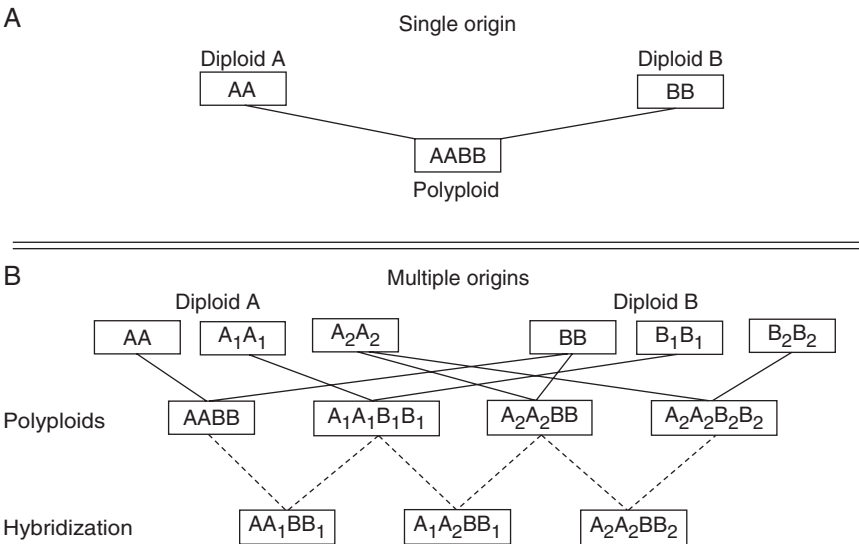 A
Single origin
Diploid A Diploid B
AA BB
AABB
Polyploid
B
Multiple origins
Diploid A Diploid B
AA A₁A₁ A₂A₂ BB B₁B₁ B₂B₂
Polyploids AABB A₁A₁B₁B₁ A₂A₂BB A₂A₂B₂B₂
Hybridization AA₁BB₁ A₁A₂BB₁ A₂A₂BB₂